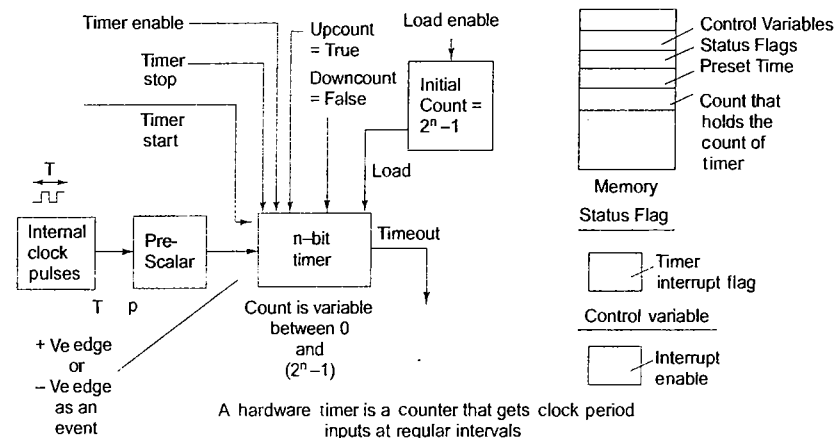 Timer enable
Timer
stop
Timer
start
Upcount
= True
Downcount
= False
Load enable
Initial
Count =
2ⁿ–1
Load
T
Internal
clock
pulses
Pre-
Scalar
n-bit
timer
Timeout
T p
Count is variable
between 0
and
(2ⁿ–1)
+ Ve edge
or
– Ve edge
as an
event
Control Variables
Status Flags
Preset Time
Count that
holds the
count of
timer
Memory
Status Flag
Timer
interrupt flag
Control variable
Interrupt
enable
A hardware timer is a counter that gets clock period
inputs at regular intervals